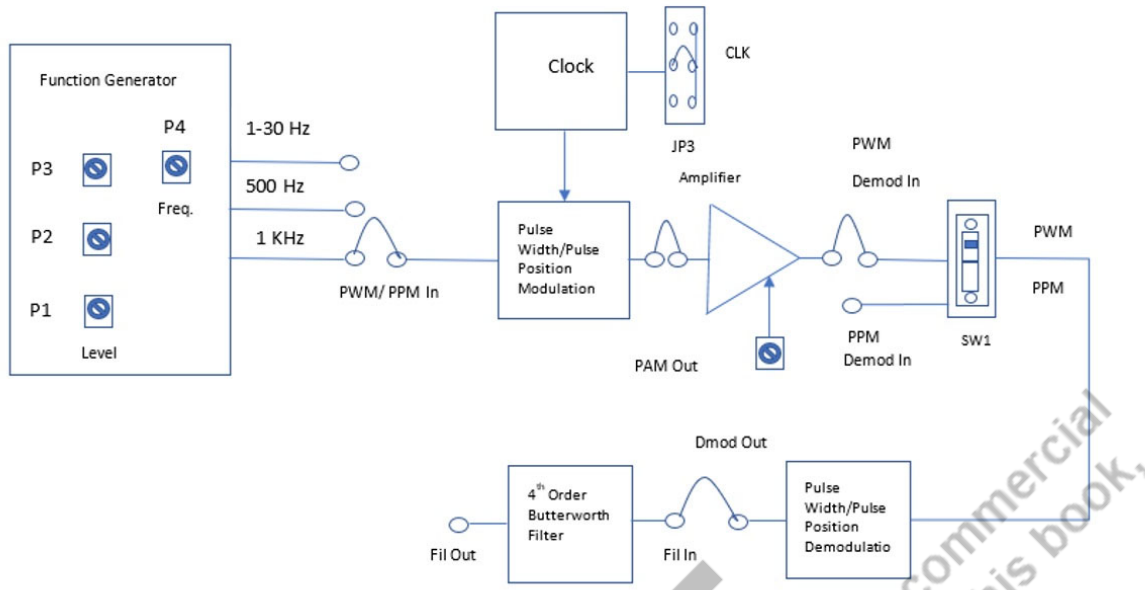 Function Generator
P4
P3
Freq.
P2
P1
Level
1-30 Hz
500 Hz
1 KHz
PWM/ PPM In
Clock
CLK
JP3
Pulse
Width/Pulse
Position
Modulation
Amplifier
PAM Out
PWM
Demod In
PPM
Demod In
PWM
PPM
SW1
Dmod Out
Pulse
Width/Pulse
Position
Demodulatio
Fil In
4th Order
Butterworth
Filter
Fil Out
commercial
his book,